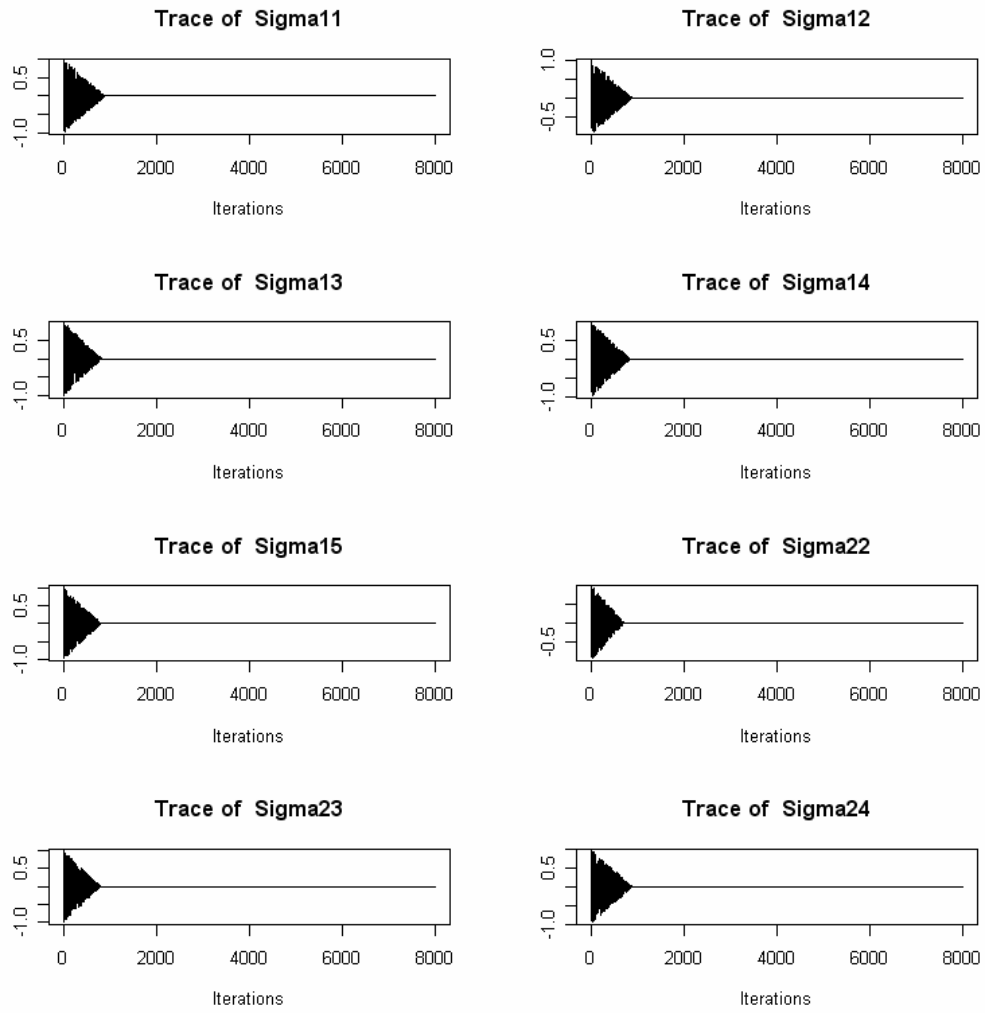 Trace of Sigma11
0.5
-1.0
0 2000 4000 6000 8000
Iterations
Trace of Sigma12
1.0
-0.5
0 2000 4000 6000 8000
Iterations
Trace of Sigma13
0.5
-1.0
0 2000 4000 6000 8000
Iterations
Trace of Sigma14
0.5
-1.0
0 2000 4000 6000 8000
Iterations
Trace of Sigma15
0.5
-1.0
0 2000 4000 6000 8000
Iterations
Trace of Sigma22
-0.5
0 2000 4000 6000 8000
Iterations
Trace of Sigma23
0.5
-1.0
0 2000 4000 6000 8000
Iterations
Trace of Sigma24
0.5
-1.0
0 2000 4000 6000 8000
Iterations